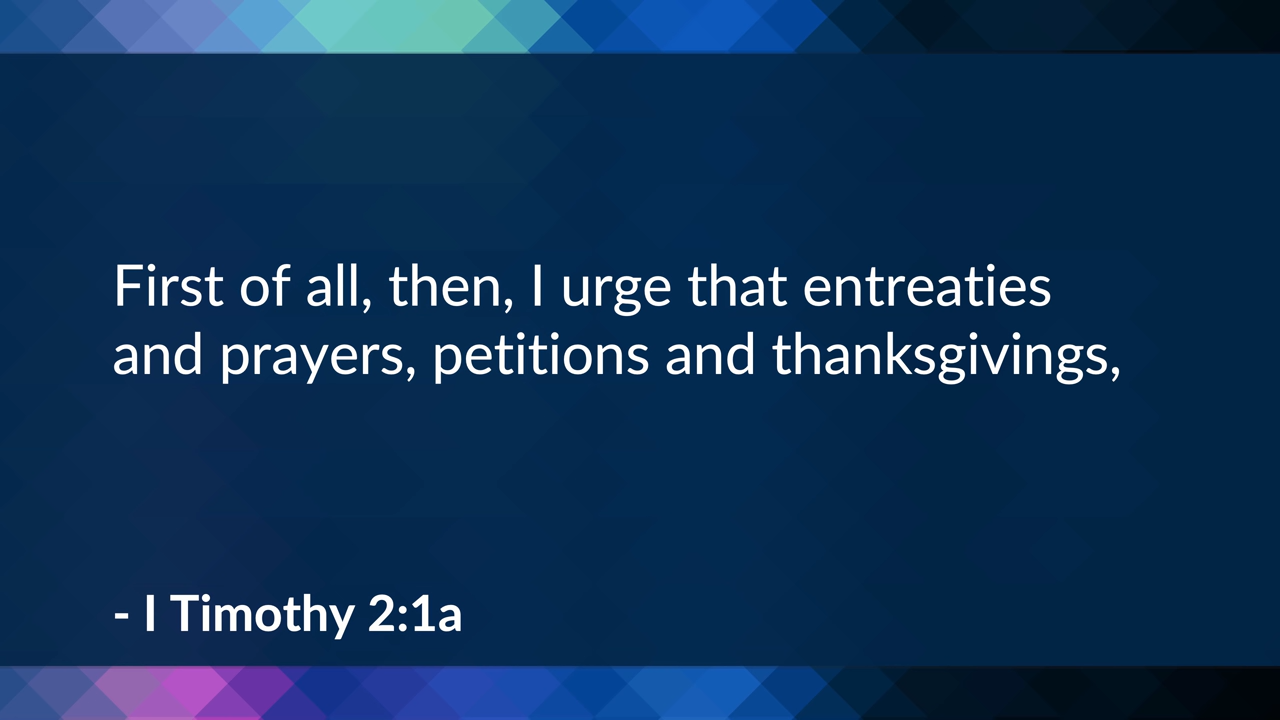 First of all, then, I urge that entreaties
and prayers, petitions and thanksgivings,
- I Timothy 2:1a